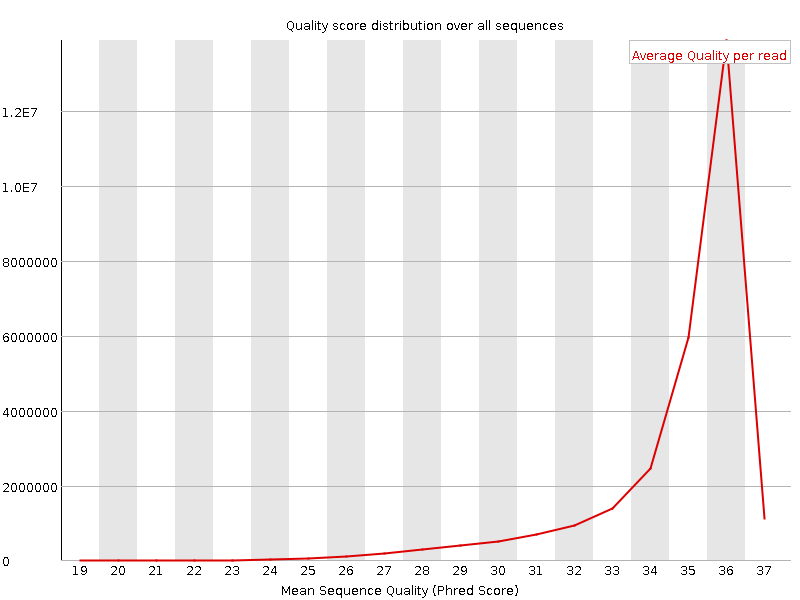 Quality score distribution over all sequences
Average Quality per read
1.2E7
1.0E7
8000000
6000000
4000000
2000000
0
19 20 21 22 23 24 25 26 27 28 29 30 31 32 33 34 35 36 37
Mean Sequence Quality (Phred Score)